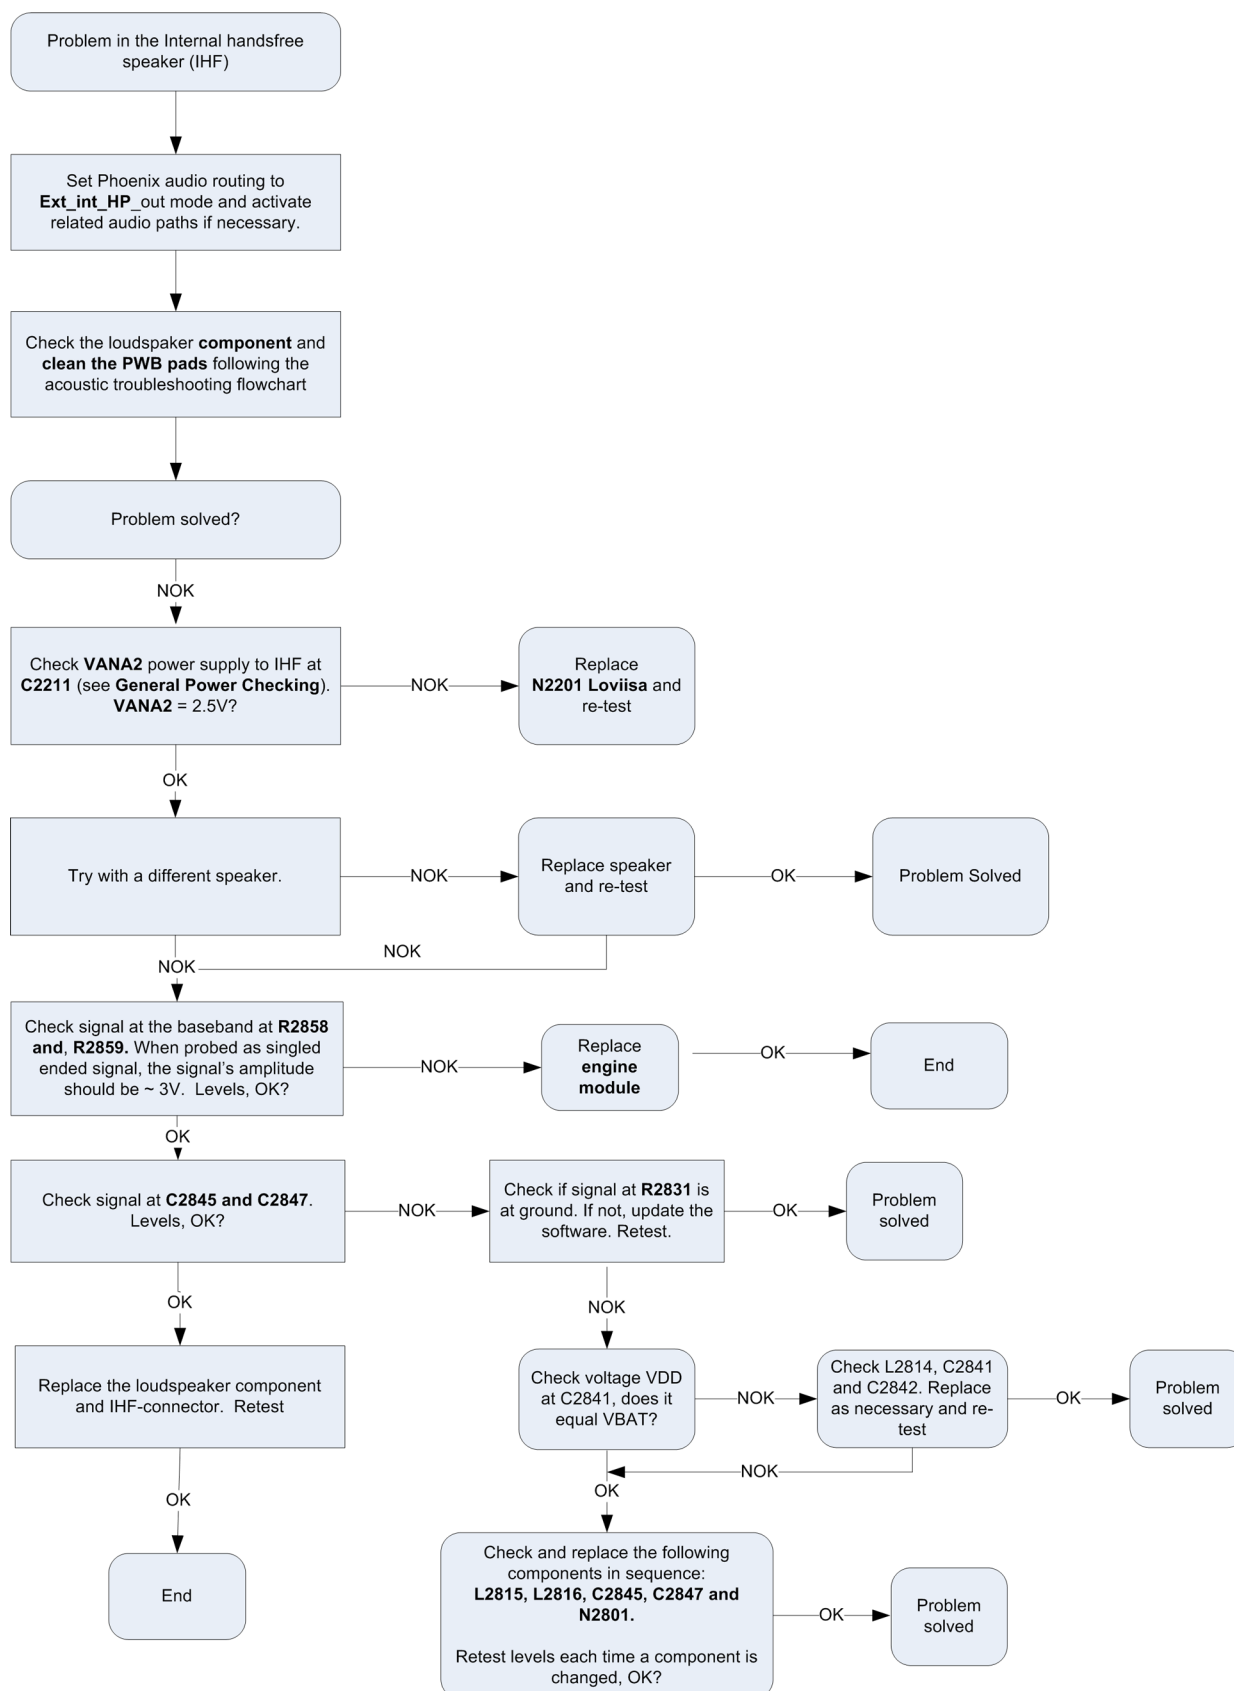 Problem in the Internal handsfree
speaker (IHF)
Set Phoenix audio routing to
Ext_int_HP_out mode and activate
related audio paths if necessary.
Check the loudspaker component and
clean the PWB pads following the
acoustic troubleshooting flowchart
Problem solved?
NOK
Check VANA2 power supply to IHF at
C2211 (see General Power Checking).
VANA2 = 2.5V?
NOK
Replace
N2201 Loviisa and
re-test
OK
Try with a different speaker.
NOK
Replace speaker
and re-test
OK
Problem Solved
NOK
NOK
Check signal at the baseband at R2858
and, R2859. When probed as singled
ended signal, the signal's amplitude
should be ~ 3V. Levels, OK?
NOK
Replace
engine
module
OK
End
OK
Check signal at C2845 and C2847.
Levels, OK?
NOK
Check if signal at R2831 is
at ground. If not, update the
software. Retest.
OK
Problem
solved
OK
NOK
Replace the loudspeaker component
and IHF-connector. Retest
Check voltage VDD
at C2841, does it
equal VBAT?
NOK
Check L2814, C2841
and C2842. Replace
as necessary and re-
test
OK
Problem
solved
NOK
OK
OK
End
Check and replace the following
components in sequence:
L2815, L2816, C2845, C2847 and
N2801.
Retest levels each time a component is
changed, OK?
OK
Problem
solved